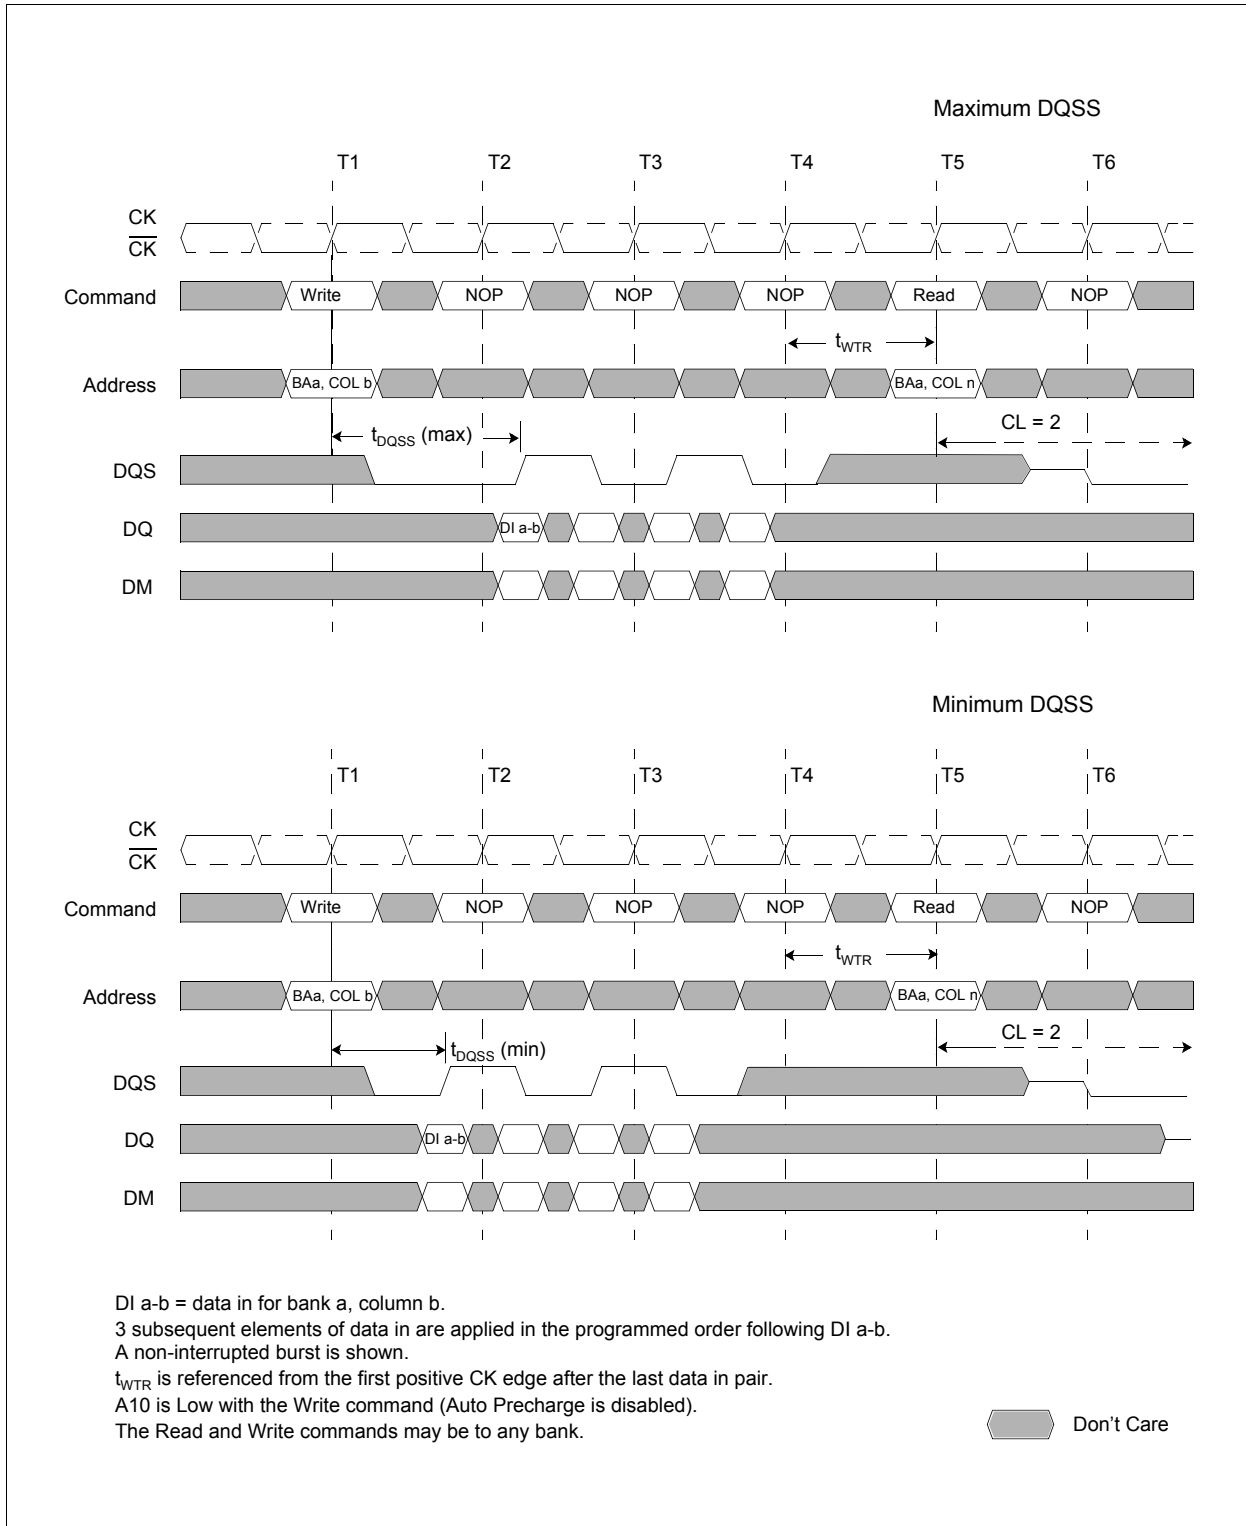 Maximum DQSS
T1 T2 T3 T4 T5 T6
CK
CK
Command Write NOP NOP NOP Read NOP
tWTR
Address BAa, COL b BAa, COL n
tDQSS (max) CL = 2
DQS
DQ DI a-b
DM
Minimum DQSS
T1 T2 T3 T4 T5 T6
CK
CK
Command Write NOP NOP NOP Read NOP
tWTR
Address BAa, COL b BAa, COL n
tDQSS (min) CL = 2
DQS
DQ DI a-b
DM
DI a-b = data in for bank a, column b.
3 subsequent elements of data in are applied in the programmed order following DI a-b.
A non-interrupted burst is shown.
tWTR is referenced from the first positive CK edge after the last data in pair.
A10 is Low with the Write command (Auto Precharge is disabled).
The Read and Write commands may be to any bank.
Don't Care